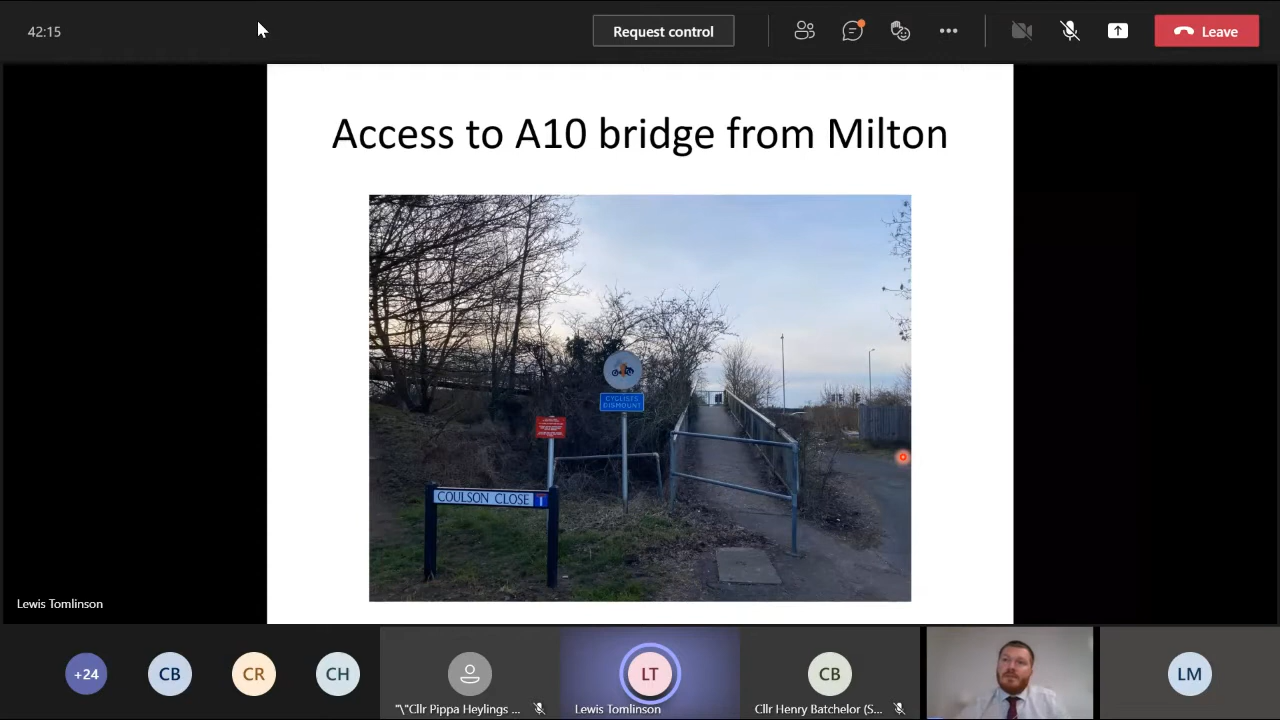 42:15
Request control
Leave
Access to A10 bridge from Milton
CYCLISTS
DISMOUNT
COULSON CLOSE
Lewis Tomlinson
+24
CB
CR
CH
"\"Cllr Pippa Heylings ...
LT
Lewis Tomlinson
CB
Cllr Henry Batchelor (S...
LM